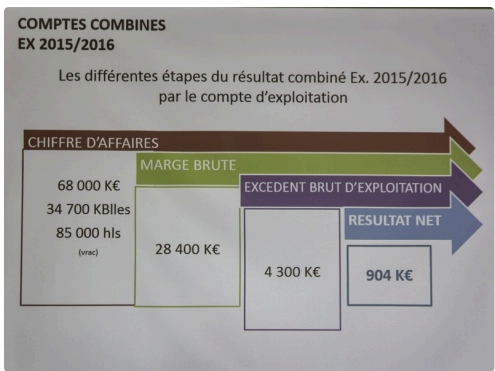 COMPTES COMBINES
EX 2015/2016
Les différentes étapes du résultat combiné Ex. 2015/2016
par le compte d'exploitation
CHIFFRE D'AFFAIRES
68 000 K€
34 700 KBlles
85 000 hls
(vrac)
MARGE BRUTE
28 400 K€
EXCEDENT BRUT D'EXPLOITATION
4 300 K€
RESULTAT NET
904 K€